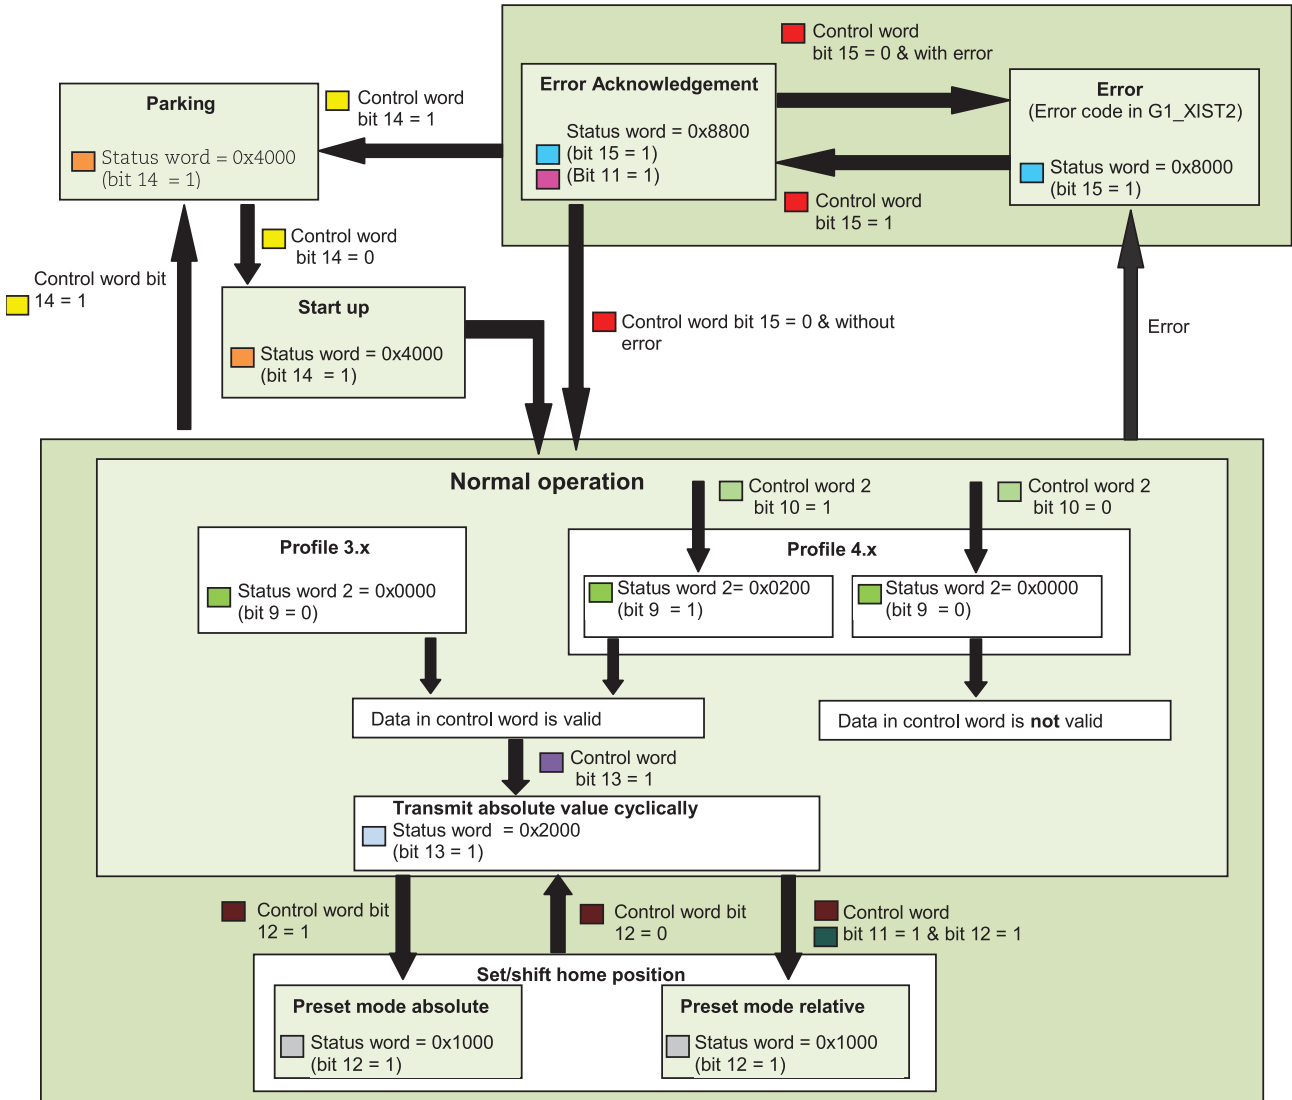 Control word
bit 15 = 0 & with error
Error Acknowledgement
Status word = 0x8800
(bit 15 = 1)
(Bit 11 = 1)
Error
(Error code in G1_XIST2)
Status word = 0x8000
(bit 15 = 1)
Control word
bit 15 = 1
Parking
Status word = 0x4000
(bit 14 = 1)
Control word
bit 14 = 1
Control word
bit 14 = 0
Control word bit
14 = 1
Start up
Status word = 0x4000
(bit 14 = 1)
Control word bit 15 = 0 & without
error
Error
Normal operation
Control word 2
bit 10 = 1
Control word 2
bit 10 = 0
Profile 3.x
Status word 2 = 0x0000
(bit 9 = 0)
Profile 4.x
Status word 2= 0x0200
(bit 9 = 1)
Status word 2= 0x0000
(bit 9 = 0)
Data in control word is valid
Data in control word is not valid
Control word
bit 13 = 1
Transmit absolute value cyclically
Status word = 0x2000
(bit 13 = 1)
Control word bit
12 = 1
Control word bit
12 = 0
Control word
bit 11 = 1 & bit 12 = 1
Set/shift home position
Preset mode absolute
Status word = 0x1000
(bit 12 = 1)
Preset mode relative
Status word = 0x1000
(bit 12 = 1)